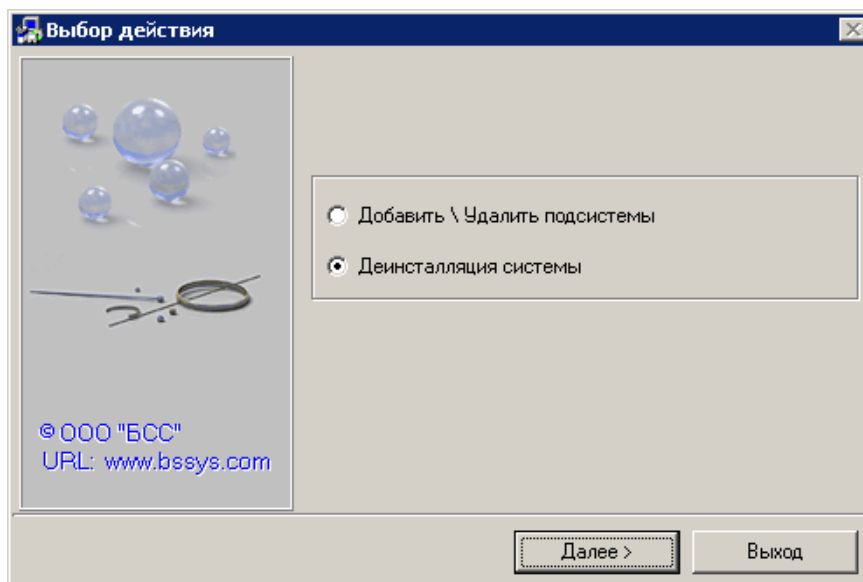 Выбор действия
Добавить \ Удалить подсистемы
Деинсталляция системы
© ООО "БСС"
URL: www.bssys.com
Далее >
Выход